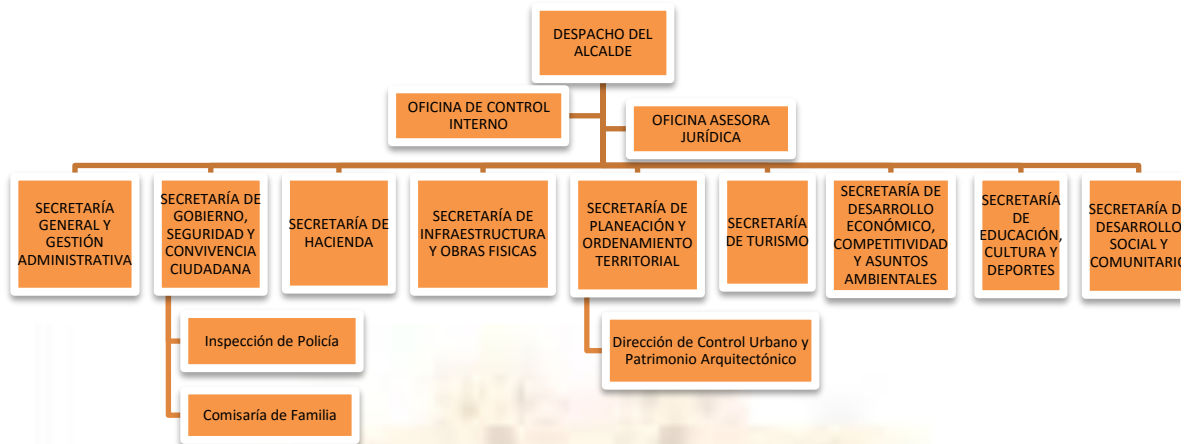 DESPACHO DEL
ALCALDE
OFICINA DE CONTROL
INTERNO
OFICINA ASESORA
JURÍDICA
SECRETARÍA
GENERAL Y
GESTIÓN
ADMINISTRATIVA
SECRETARÍA DE
GOBIERNO,
SEGURIDAD Y
CONVIVENCIA
CIUDADANA
SECRETARÍA DE
HACIENDA
SECRETARÍA DE
INFRAESTRUCTURA
Y OBRAS FISICAS
SECRETARÍA DE
PLANEACIÓN Y
ORDENAMIENTO
TERRITORIAL
SECRETARÍA
DE TURISMO
SECRETARÍA DE
DESARROLLO
ECONÓMICO,
COMPETITIVIDAD
Y ASUNTOS
AMBIENTALES
SECRETARÍA
DE
EDUCACIÓN,
CULTURA Y
DEPORTES
SECRETARÍA D
DESARROLLO
SOCIAL Y
COMUNITARIO
Inspección de Policía
Comisaría de Familia
Dirección de Control Urbano y
Patrimonio Arquitectónico